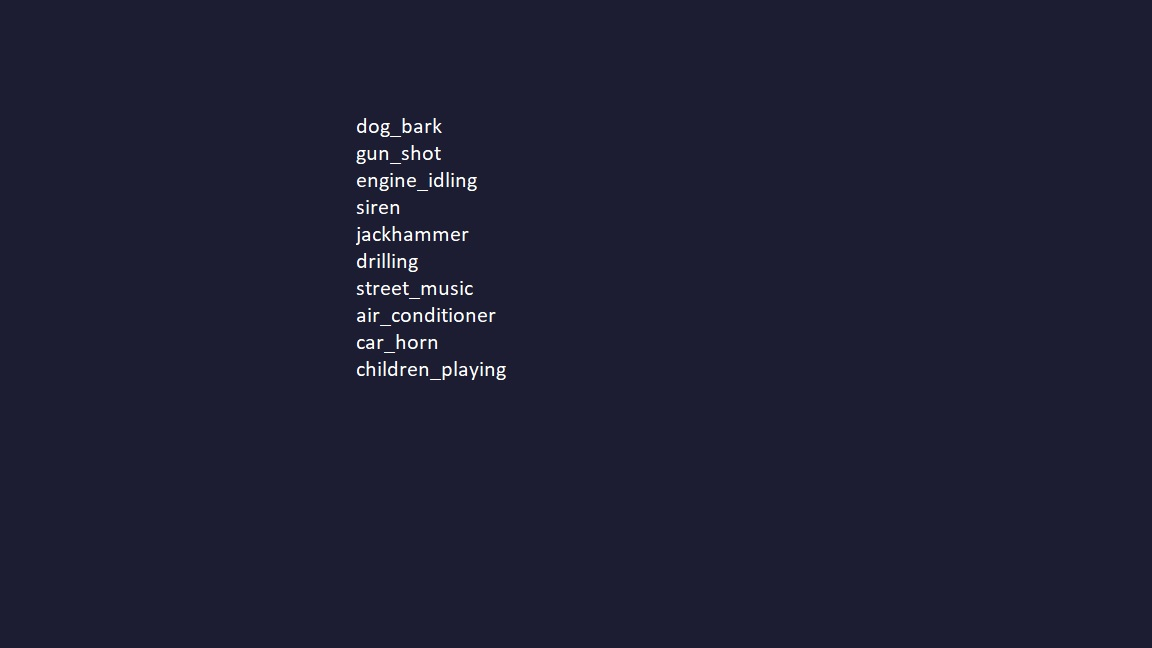 dog_bark
gun_shot
engine_idling
siren
jackhammer
drilling
street_music
air_conditioner
car_horn
children_playing